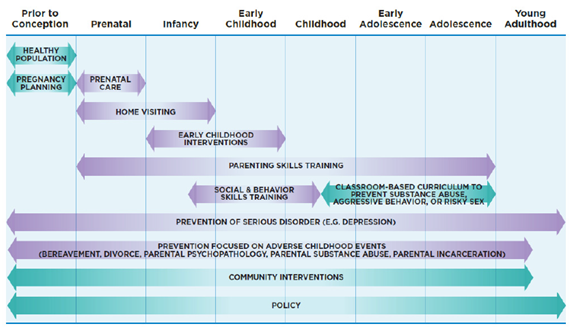 Prior to Conception
Prenatal
Infancy
Early Childhood
Childhood
Early Adolescence
Adolescence
Young Adulthood
HEALTHY
POPULATION
PREGNANCY
PLANNING
PRENATAL
CARE
HOME VISITING
EARLY CHILDHOOD
INTERVENTIONS
PARENTING SKILLS TRAINING
SOCIAL & BEHAVIOR
SKILLS TRAINING
CLASSROOM-BASED CURRICULUM TO
PREVENT SUBSTANCE ABUSE,
AGGRESSIVE BEHAVIOR, OR RISKY SEX
PREVENTION OF SERIOUS DISORDER (E.G. DEPRESSION)
PREVENTION FOCUSED ON ADVERSE CHILDHOOD EVENTS
(BEREAVEMENT, DIVORCE, PARENTAL PSYCHOPATHOLOGY, PARENTAL SUBSTANCE ABUSE, PARENTAL INCARCERATION)
COMMUNITY INTERVENTIONS
POLICY